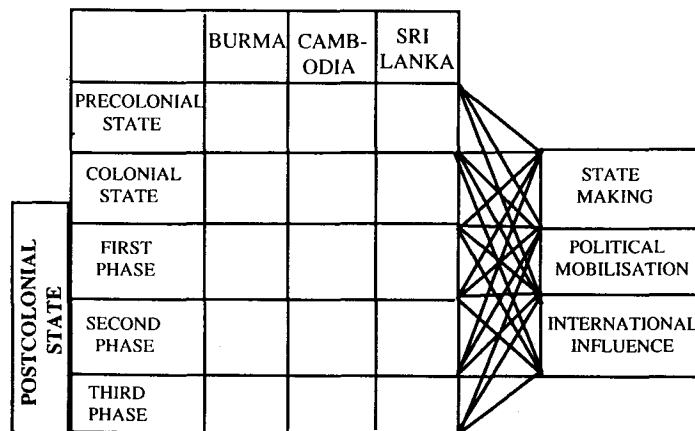 BURMA
CAMB-
ODIA
SRI
LANKA
PRECOLONIAL
STATE
COLONIAL
STATE
STATE
MAKING
POSTCOLONIAL
STATE
FIRST
PHASE
POLITICAL
MOBILISATION
SECOND
PHASE
INTERNATIONAL
INFLUENCE
THIRD
PHASE